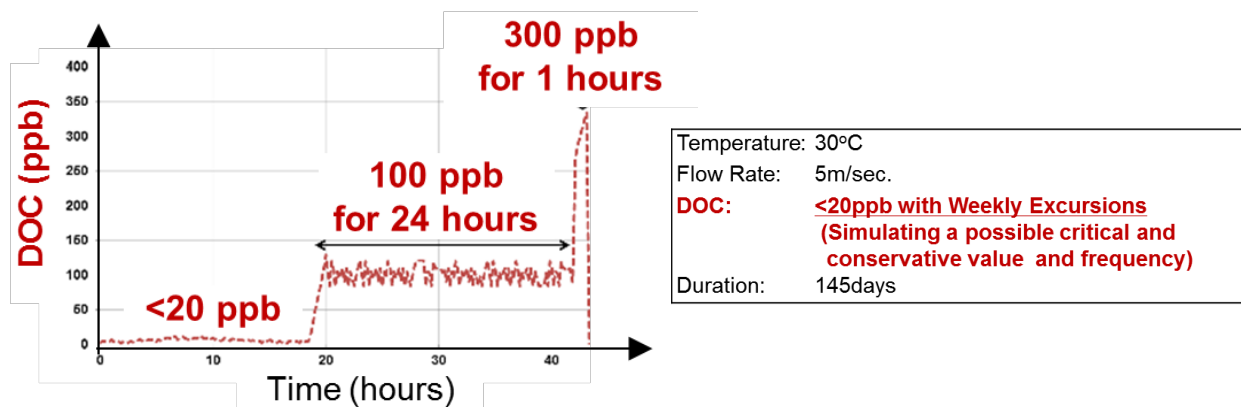 300 ppb
for 1 hours
400
350
300
250
200
150
100
50
0
DOC (ppb)
100 ppb
for 24 hours
<20 ppb
0
10
20
30
40
Time (hours)
Temperature: 30°C
Flow Rate: 5m/sec.
DOC: <20ppb with Weekly Excursions
(Simulating a possible critical and
conservative value and frequency)
Duration: 145days